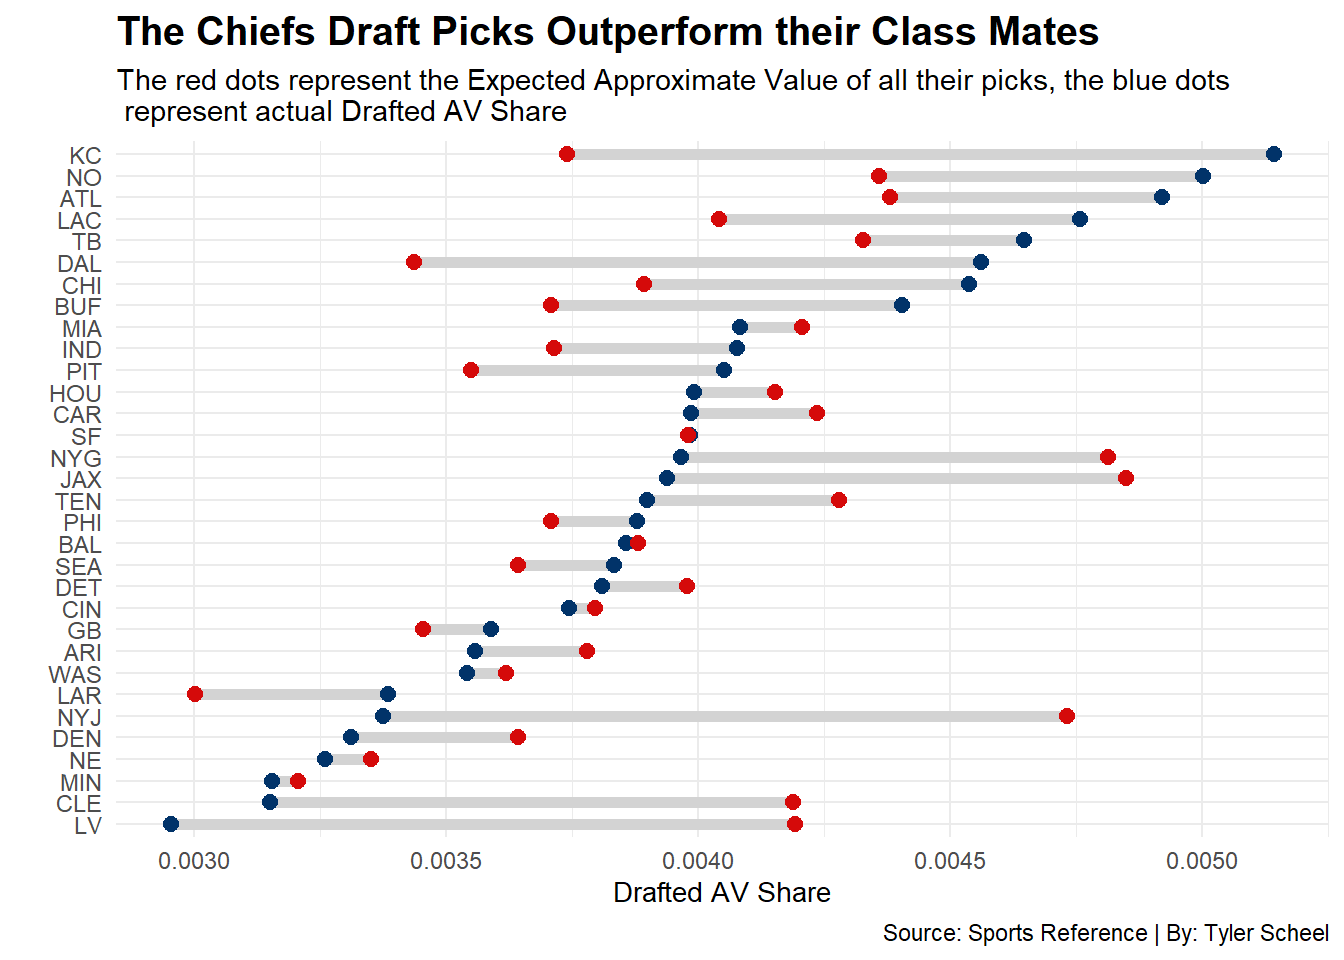 The Chiefs Draft Picks Outperform their Class Mates
The red dots represent the Expected Approximate Value of all their picks, the blue dots
represent actual Drafted AV Share
KC
NO
ATL
LAC
TB
DAL
CHI
BUF
MIA
IND
PIT
HOU
CAR
SF
NYG
JAX
TEN
PHI
BAL
SEA
DET
CIN
GB
ARI
WAS
LAR
NYJ
DEN
NE
MIN
CLE
LV
0.0030 0.0035 0.0040 0.0045 0.0050
Drafted AV Share
Source: Sports Reference | By: Tyler Scheel